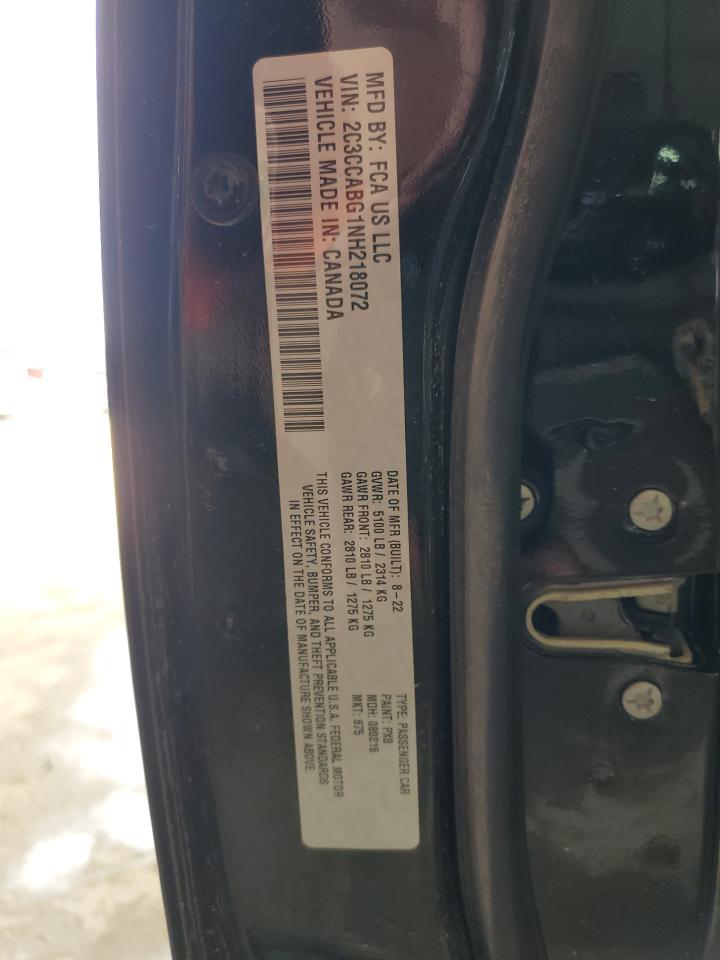 MFD BY: FCA US LLC
VIN: 2C3CCABG1NH218072
VEHICLE MADE IN: CANADA
DATE OF MFR (BUILT): 8-22
GVWR: 5100 LB / 2314 KG
GAWR FRONT: 2810 LB / 1275 KG
GAWR REAR: 2810 LB / 1275 KG
THIS VEHICLE CONFORMS TO ALL APPLICABLE U.S.A. FEDERAL MOTOR
VEHICLE SAFETY, BUMPER, AND THEFT PREVENTION STANDARDS
IN EFFECT ON THE DATE OF MANUFACTURE SHOWN ABOVE.
TYPE: PASSENGER CAR
PAINT: PX8
MDH: 080216
MKT: 875